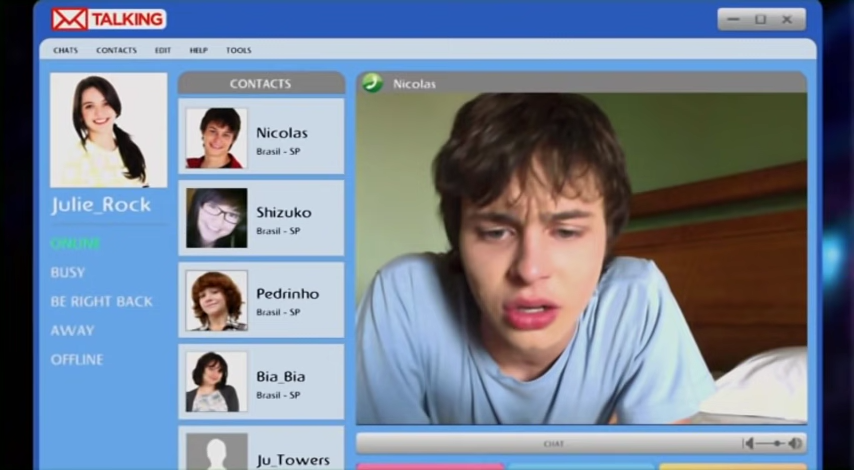 TALKING
CHATS CONTACTS EDIT HELP TOOLS
Julie_Rock
ONLINE
BUSY
BE RIGHT BACK
AWAY
OFFLINE
CONTACTS
Nicolas
Brasil - SP
Shizuko
Brasil - SP
Pedrinho
Brasil - SP
Bia_Bia
Brasil - SP
Ju_Towers
Nicolas
CHAT